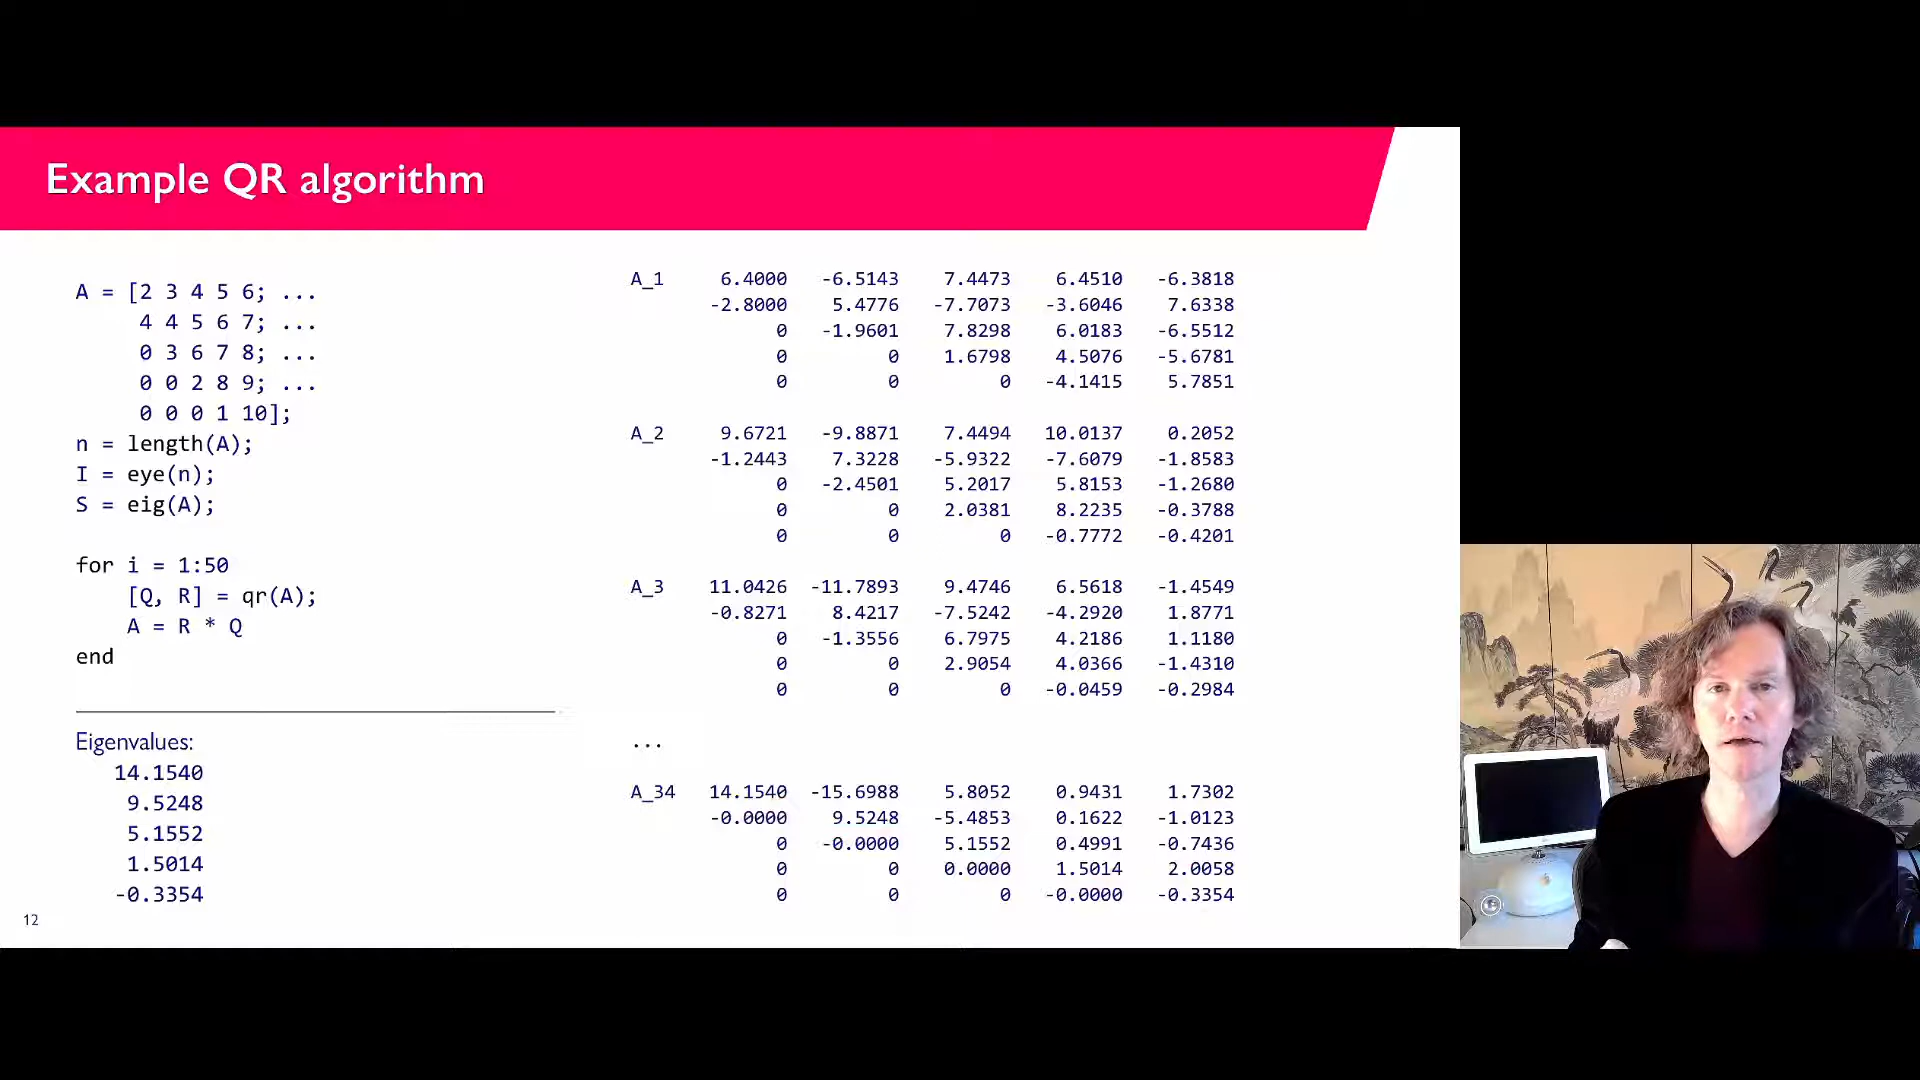 Example QR algorithm
A = [2 3 4 5 6; ...
4 4 5 6 7; ...
0 3 6 7 8; ...
0 0 2 8 9; ...
0 0 0 1 10];
n = length(A);
I = eye(n);
S = eig(A);
for i = 1:50
[Q, R] = qr(A);
A = R * Q
end
Eigenvalues:
14.1540
9.5248
5.1552
1.5014
-0.3354
12
A_1 6.4000 -6.5143 7.4473 6.4510 -6.3818
-2.8000 5.4776 -7.7073 -3.6046 7.6338
0 -1.9601 7.8298 6.0183 -6.5512
0 0 1.6798 4.5076 -5.6781
0 0 0 -4.1415 5.7851
A_2 9.6721 -9.8871 7.4494 10.0137 0.2052
-1.2443 7.3228 -5.9322 -7.6079 -1.8583
0 -2.4501 5.2017 5.8153 -1.2680
0 0 2.0381 8.2235 -0.3788
0 0 0 -0.7772 -0.4201
A_3 11.0426 -11.7893 9.4746 6.5618 -1.4549
-0.8271 8.4217 -7.5242 -4.2920 1.8771
0 -1.3556 6.7975 4.2186 1.1180
0 0 2.9054 4.0366 -1.4310
0 0 0 -0.0459 -0.2984
...
A_34 14.1540 -15.6988 5.8052 0.9431 1.7302
-0.0000 9.5248 -5.4853 0.1622 -1.0123
0 -0.0000 5.1552 0.4991 -0.7436
0 0 0.0000 1.5014 2.0058
0 0 0 -0.0000 -0.3354